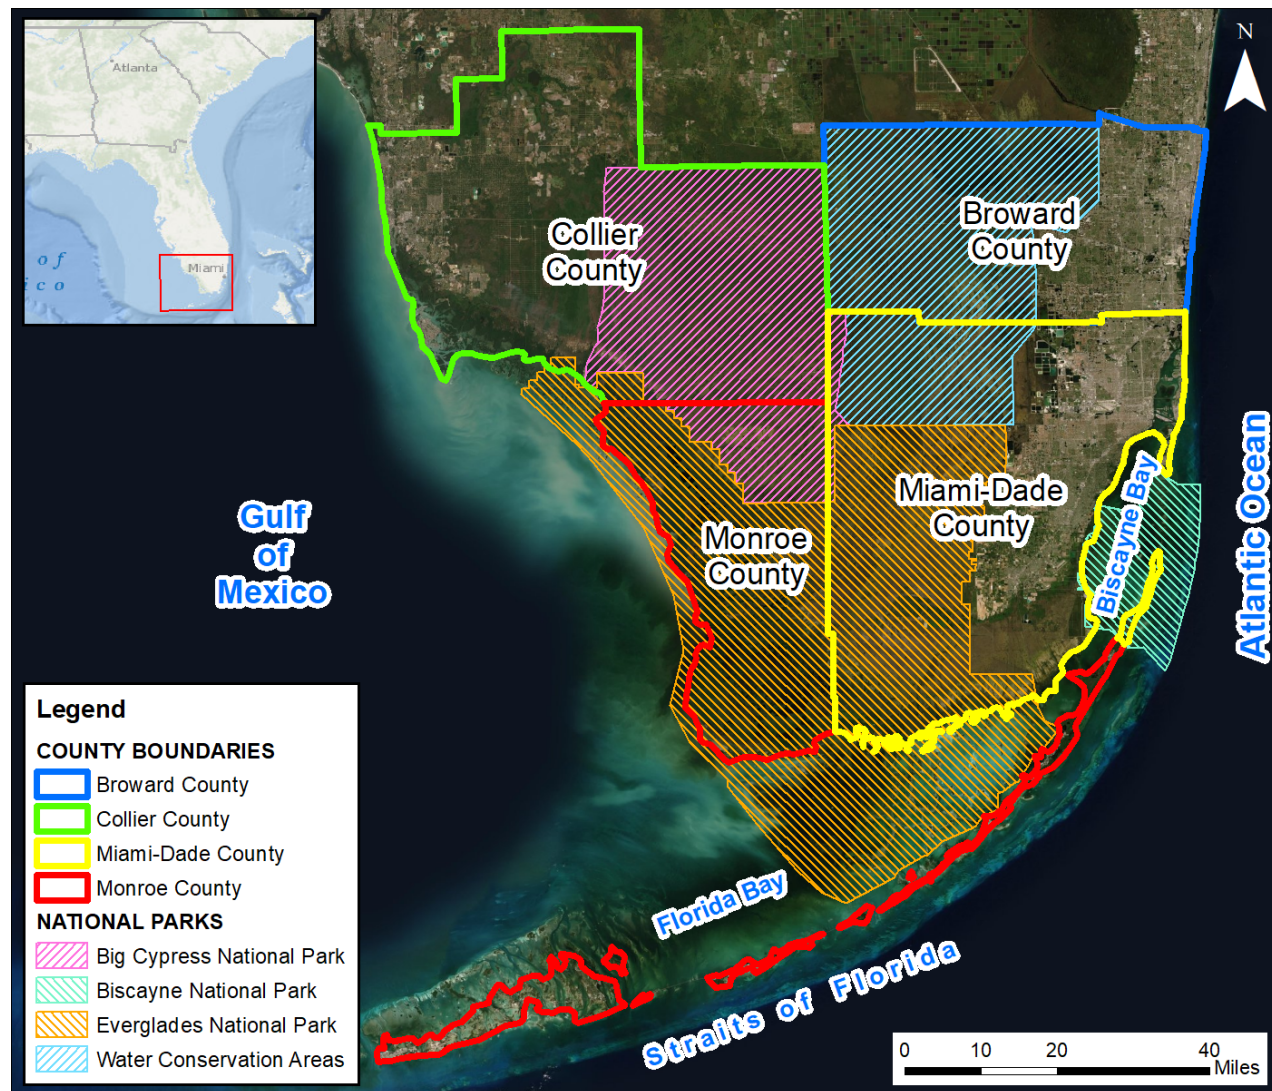 Atlanta
Miami
of
ico
N
Collier
County
Broward
County
Miami-Dade
County
Monroe
County
Gulf
of
Mexico
Biscayne Bay
Atlantic Ocean
Florida Bay
Straits of Florida
Legend
COUNTY BOUNDARIES
Broward County
Collier County
Miami-Dade County
Monroe County
NATIONAL PARKS
Big Cypress National Park
Biscayne National Park
Everglades National Park
Water Conservation Areas
0 10 20 40
Miles